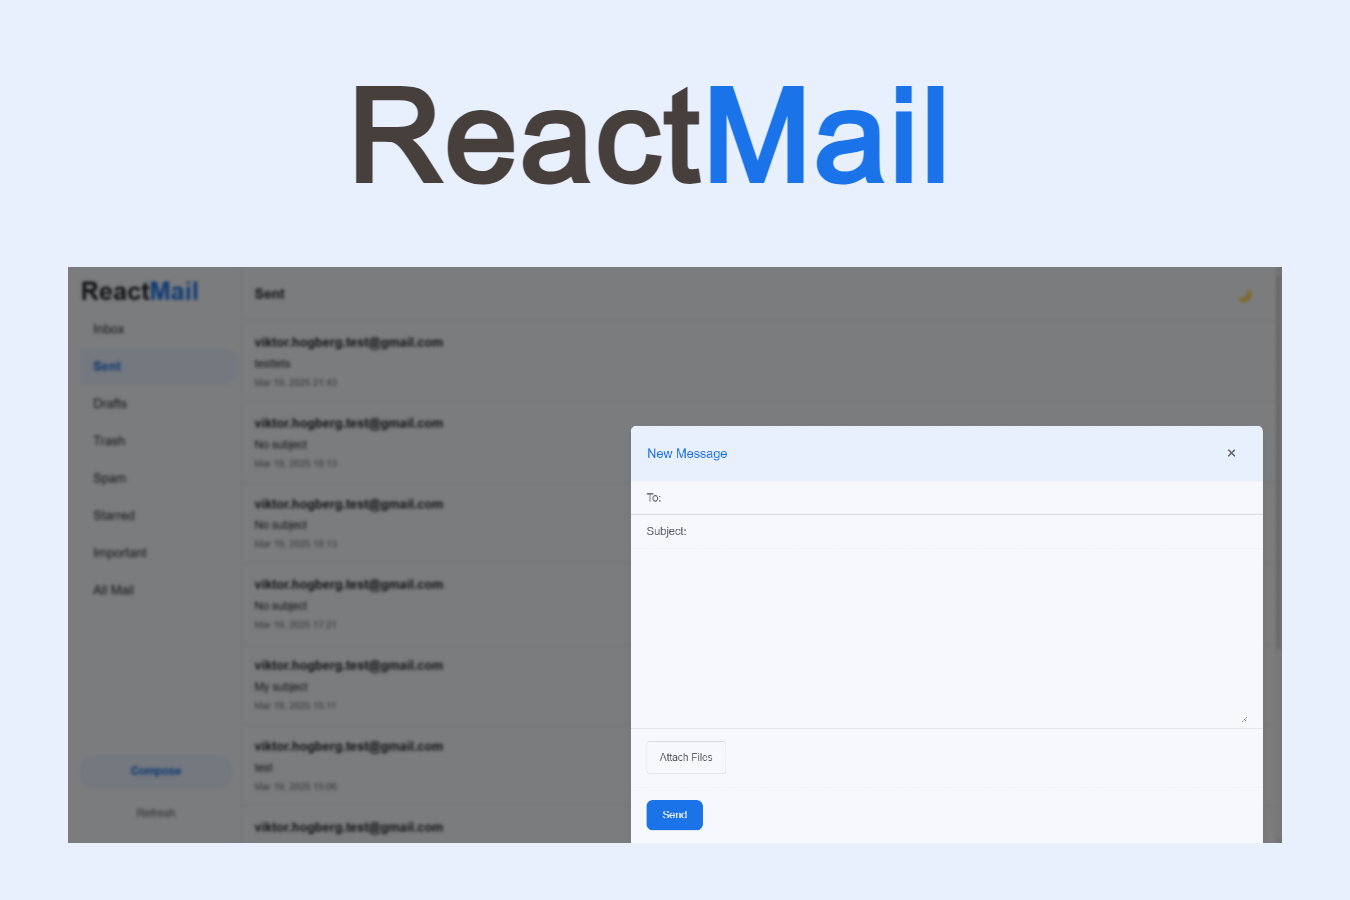 ReactMail
ReactMail
Inbox
Sent
Drafts
Trash
Spam
Starred
Important
All Mail
Compose
Refresh
Sent
viktor.hogberg.test@gmail.com
testtets
Mar 19, 2025 21:43
viktor.hogberg.test@gmail.com
No subject
Mar 19, 2025 18:13
viktor.hogberg.test@gmail.com
No subject
Mar 19, 2025 18:13
viktor.hogberg.test@gmail.com
No subject
Mar 19, 2025 17:21
viktor.hogberg.test@gmail.com
My subject
Mar 19, 2025 15:11
viktor.hogberg.test@gmail.com
test
Mar 19, 2025 15:06
viktor.hogberg.test@gmail.com
New Message
To:
Subject:
Attach Files
Send